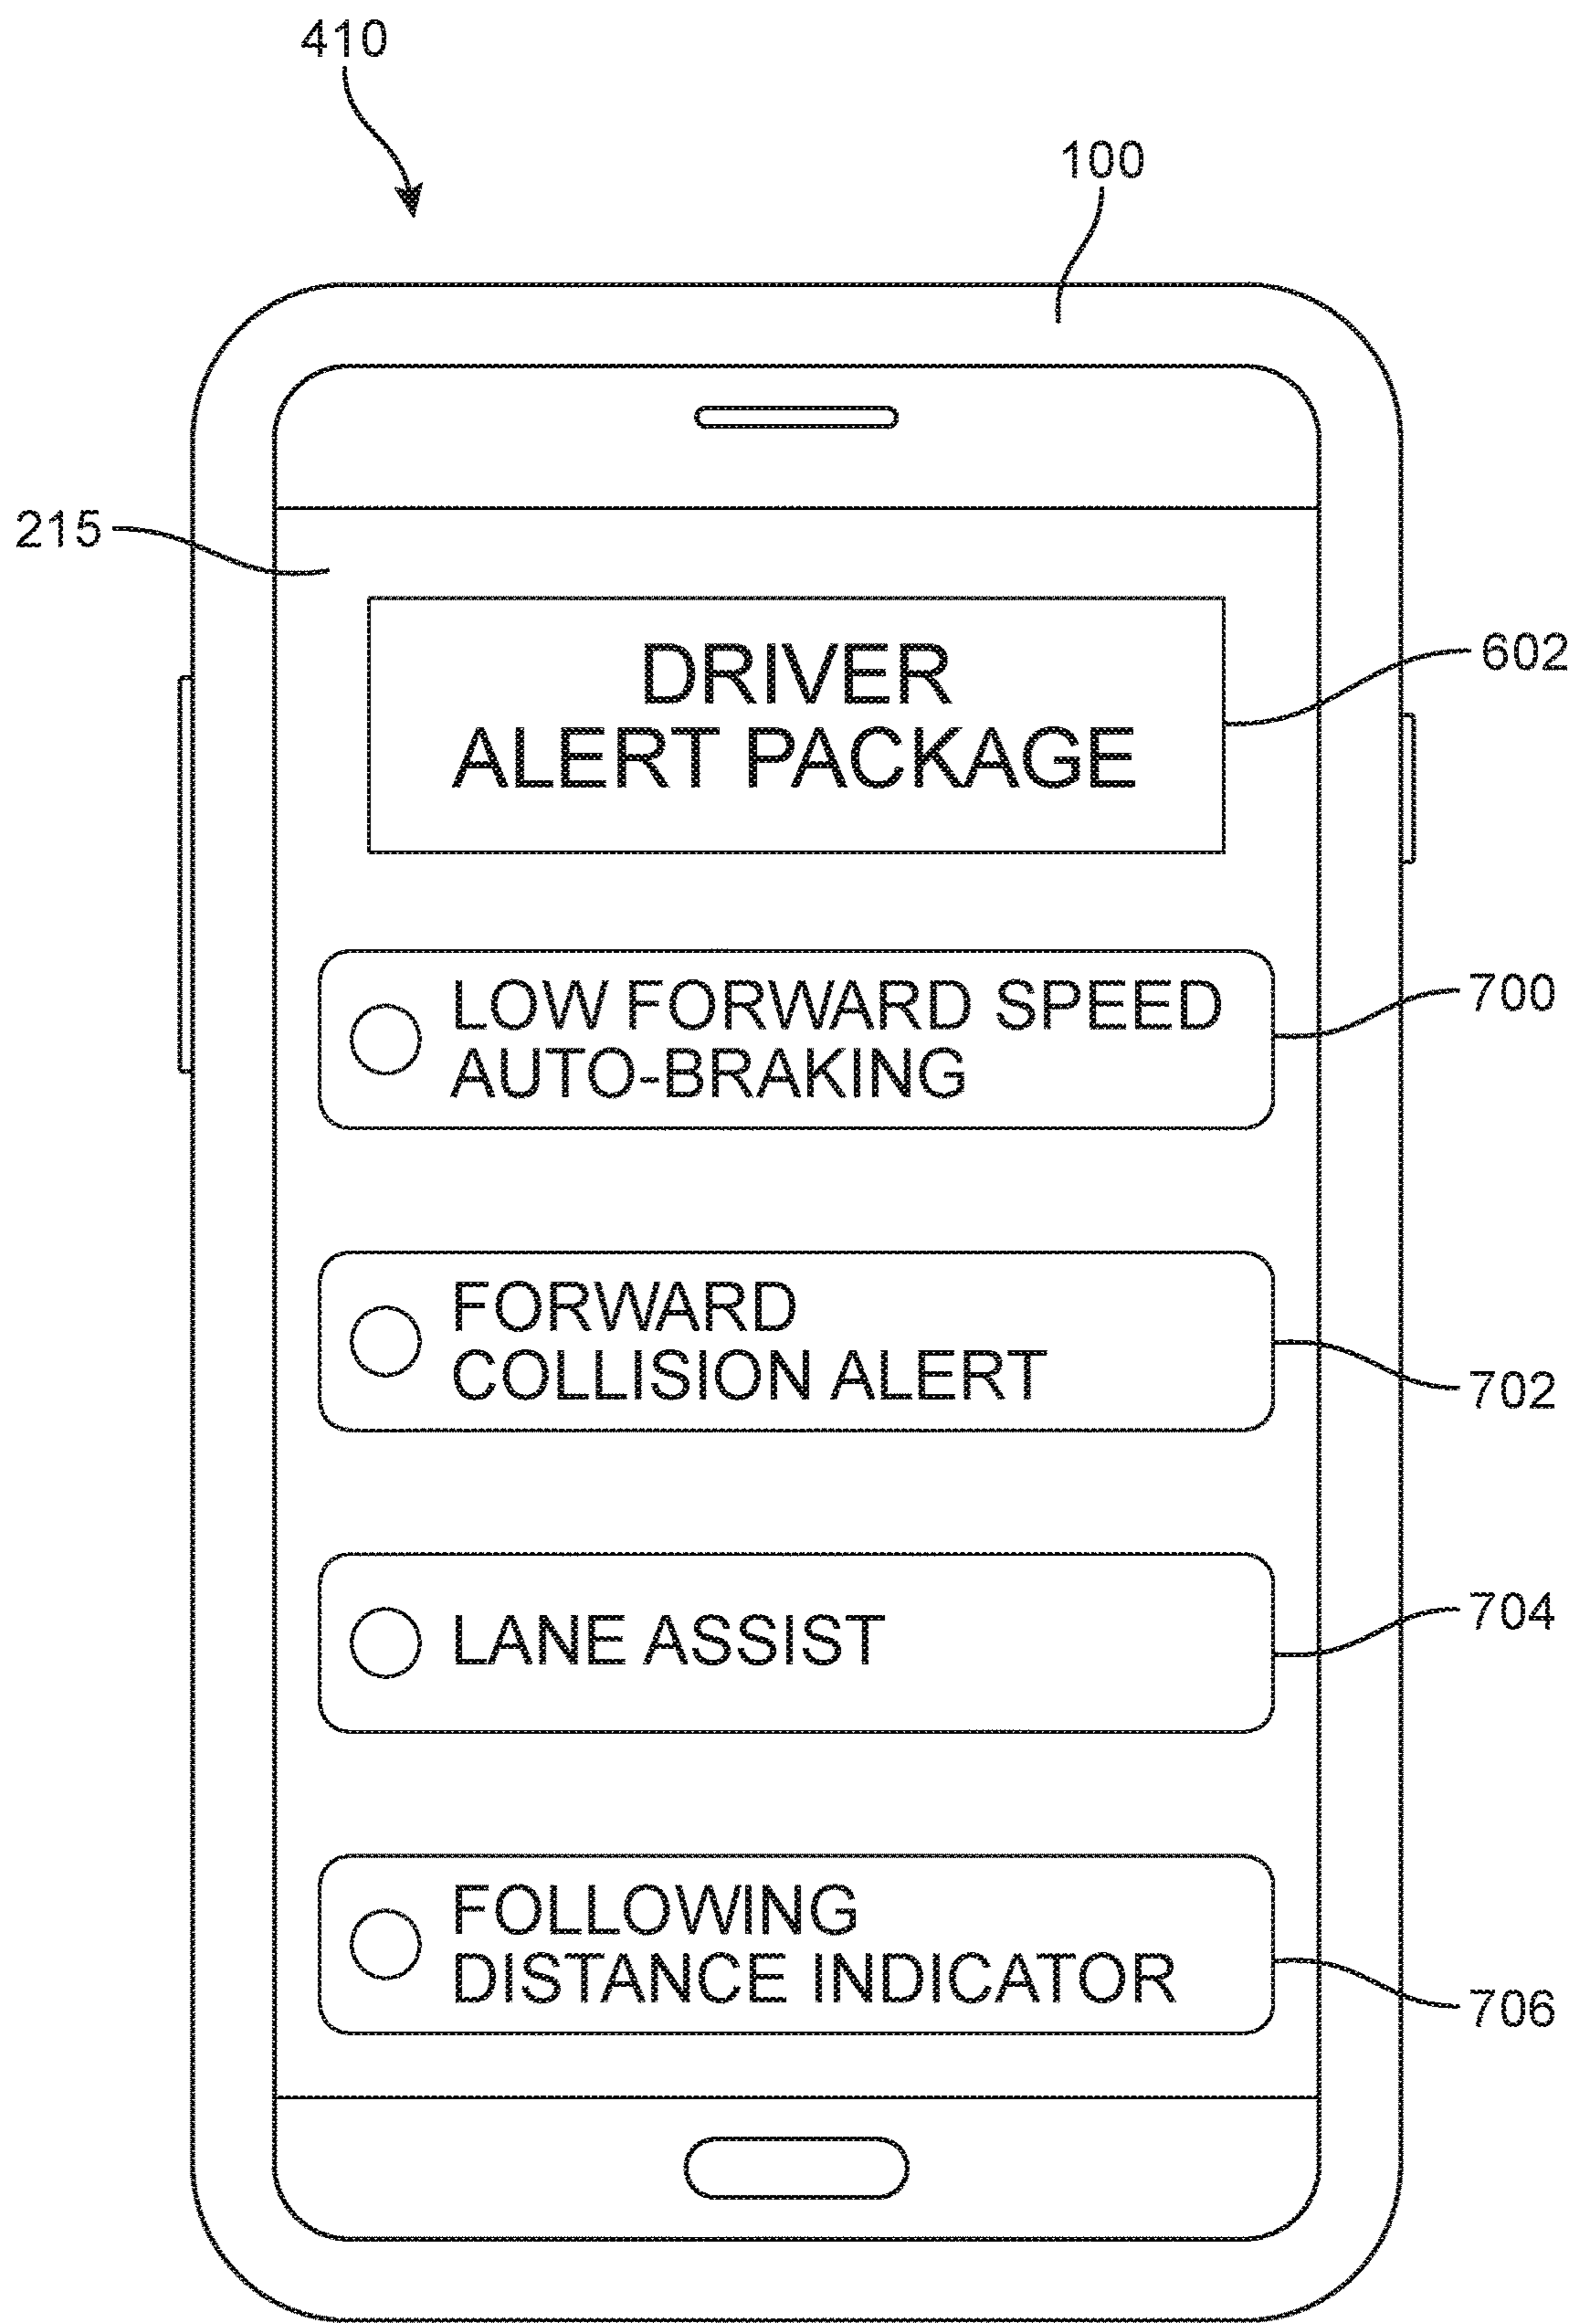 410
100
215
DRIVER
ALERT PACKAGE
602
LOW FORWARD SPEED
AUTO-BRAKING
700
FORWARD
COLLISION ALERT
702
LANE ASSIST
704
FOLLOWING
DISTANCE INDICATOR
706